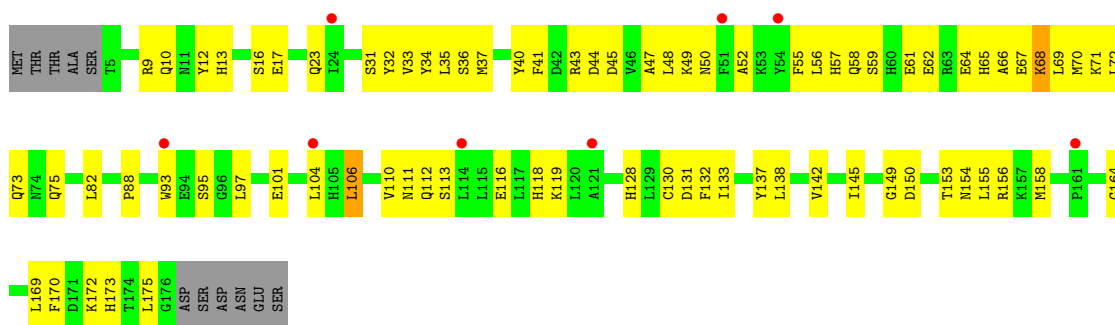 MET THR THR ALA SER T5 R9 Q10 N11 Y12 H13 S16 E17 Q23 I24 S31 Y32 V33 Y34 L35 S36 M37 Y40 F41 D42 R43 D44 D45 V46 A47 L48 K49 N50 F51 A52 K53 Y54 F55 L56 H57 Q58 S59 H60 E61 E62 R63 E64 H65 A66 E67 K68 L69 M70 K71 L72
Q73 N74 Q75 L82 P88 W93 E94 S95 G96 L97 E101 L104 H105 L106 V110 N111 Q112 S113 L114 L115 E116 L117 H118 K119 L120 A121 H128 L129 C130 D131 F132 I133 Y137 L138 V142 I145 G149 D150 T153 N154 L155 R156 K157 M158 P161 G164
L169 F170 D171 K172 H173 T174 L175 G176 ASP SER ASP ASN GLU SER